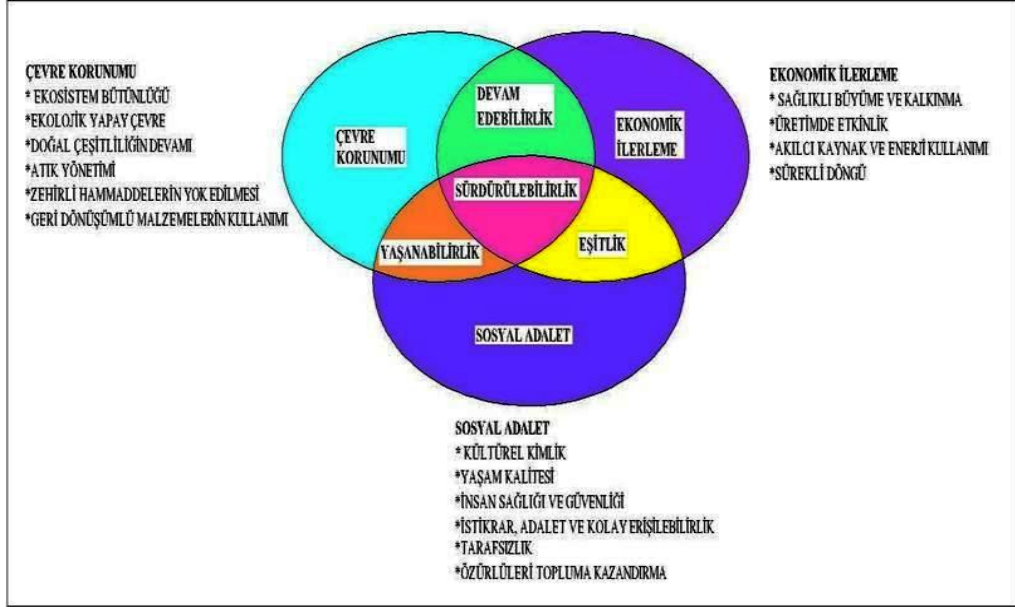 ÇEVRE KORUNUMU
* EKOSİSTEM BÜTÜNLÜĞÜ
*EKOLOJİK YAPAY ÇEVRE
*DOĞAL ÇEŞİTLİLİĞİN DEVAMI
*ATIK YÖNETİMİ
*ZEHİRLİ HAMMADDELERİN YOK EDİLMESİ
*GERİ DÖNÜŞÜMLÜ MALZEMELERİN KULLANIMI
ÇEVRE
KORUNUMU
DEVAM
EDEBİLİRLİK
EKONOMİK
İLERLEME
SÜRDÜRÜLEBİLİRLİK
YAŞANABİLİRLİK
EŞİTLİK
SOSYAL ADALET
EKONOMİK İLERLEME
* SAĞLIKLI BÜYÜME VE KALKINMA
*ÜRETİMDE ETKİNLİK
*AKILCI KAYNAK VE ENERJİ KULLANIMI
*SÜREKLİ DÖNGÜ
SOSYAL ADALET
* KÜLTÜREL KİMLİK
*YAŞAM KALİTESİ
*İNSAN SAĞLIĞI VE GÜVENLİĞİ
*İSTİKRAR, ADALET VE KOLAY ERİŞİLEBİLİRLİK
*TARAFSIZLIK
*ÖZÜRLÜLERİ TOPLUMA KAZANDIRMA